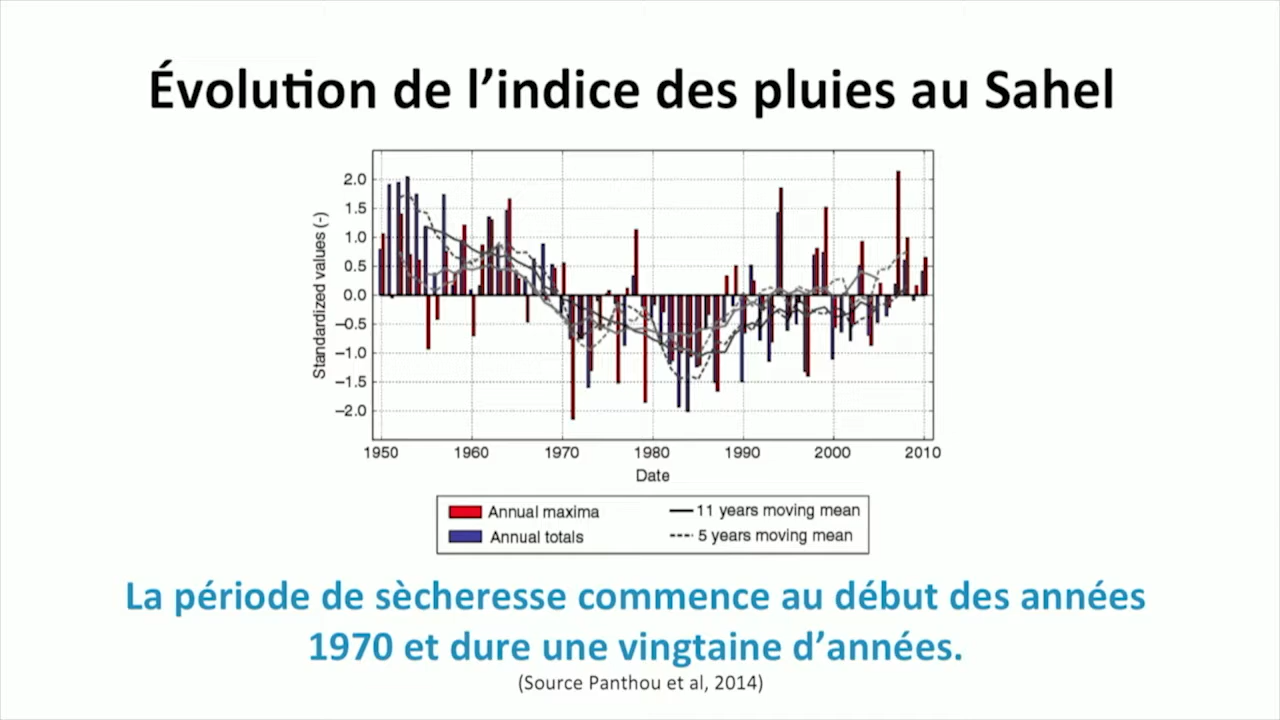 Évolution de l’indice des pluies au Sahel
Standardized values (-)
2.0
1.5
1.0
0.5
0.0
−0.5
−1.0
−1.5
−2.0
1950 1960 1970 1980 1990 2000 2010
Date
Annual maxima
Annual totals
11 years moving mean
5 years moving mean
La période de sècheresse commence au début des années
1970 et dure une vingtaine d’années.
(Source Panthou et al, 2014)